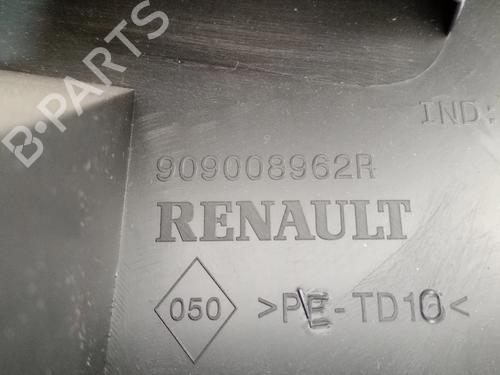 B-PARTS
IND:
909008962R
RENAULT
050
>PE-TD10<